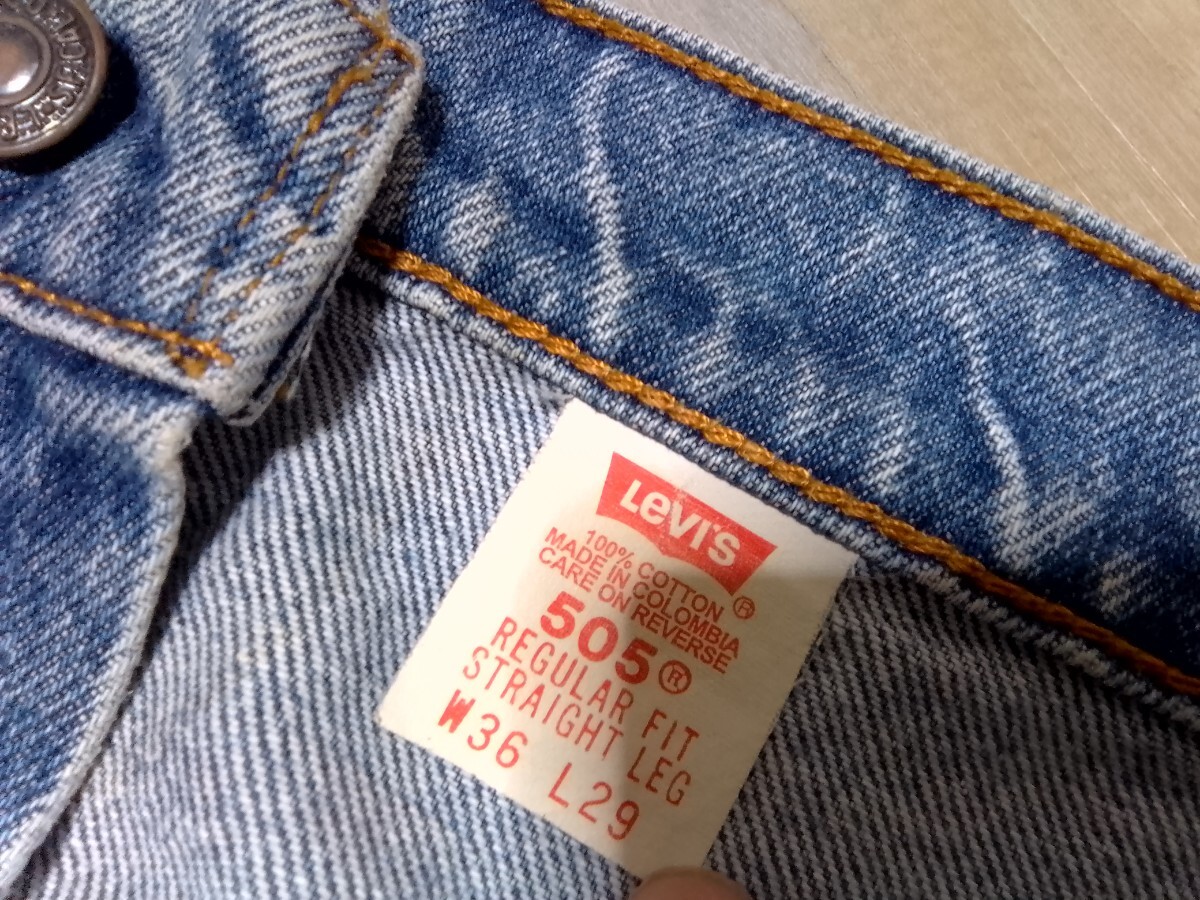 LEVI'S ®
100% COTTON
MADE IN COLOMBIA
CARE ON REVERSE
505®
REGULAR FIT
STRAIGHT LEG
W36 L29